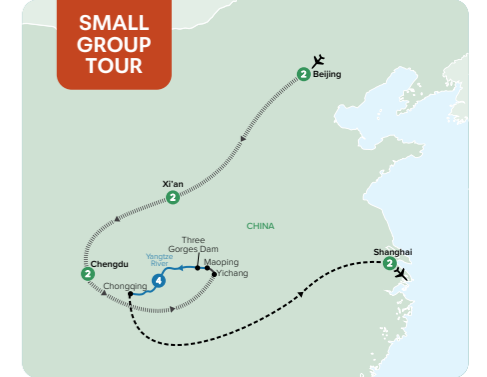 SMALL
GROUP
TOUR
2
Beijing
Xi'an
2
CHINA
Three
Gorges Dam
Yangtze
River
Maoping
Yichang
Shanghai
2
2
Chengdu
Chongqing
4